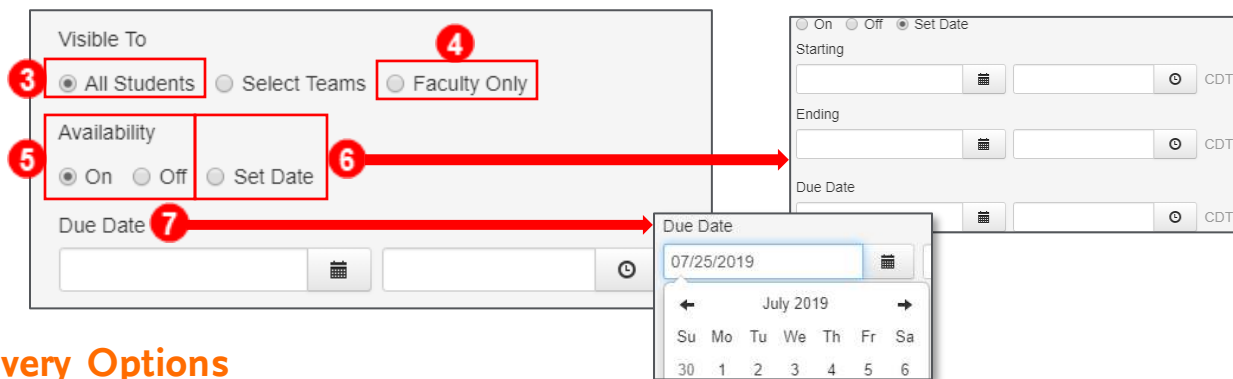 Visible To
4
3 All Students Select Teams Faculty Only
Availability
5 On Off Set Date 6
Due Date 7
On Off Set Date
Starting
CDT
Ending
CDT
Due Date
CDT
Due Date
07/25/2019
July 2019
Su Mo Tu We Th Fr Sa
30 1 2 3 4 5 6
very Options